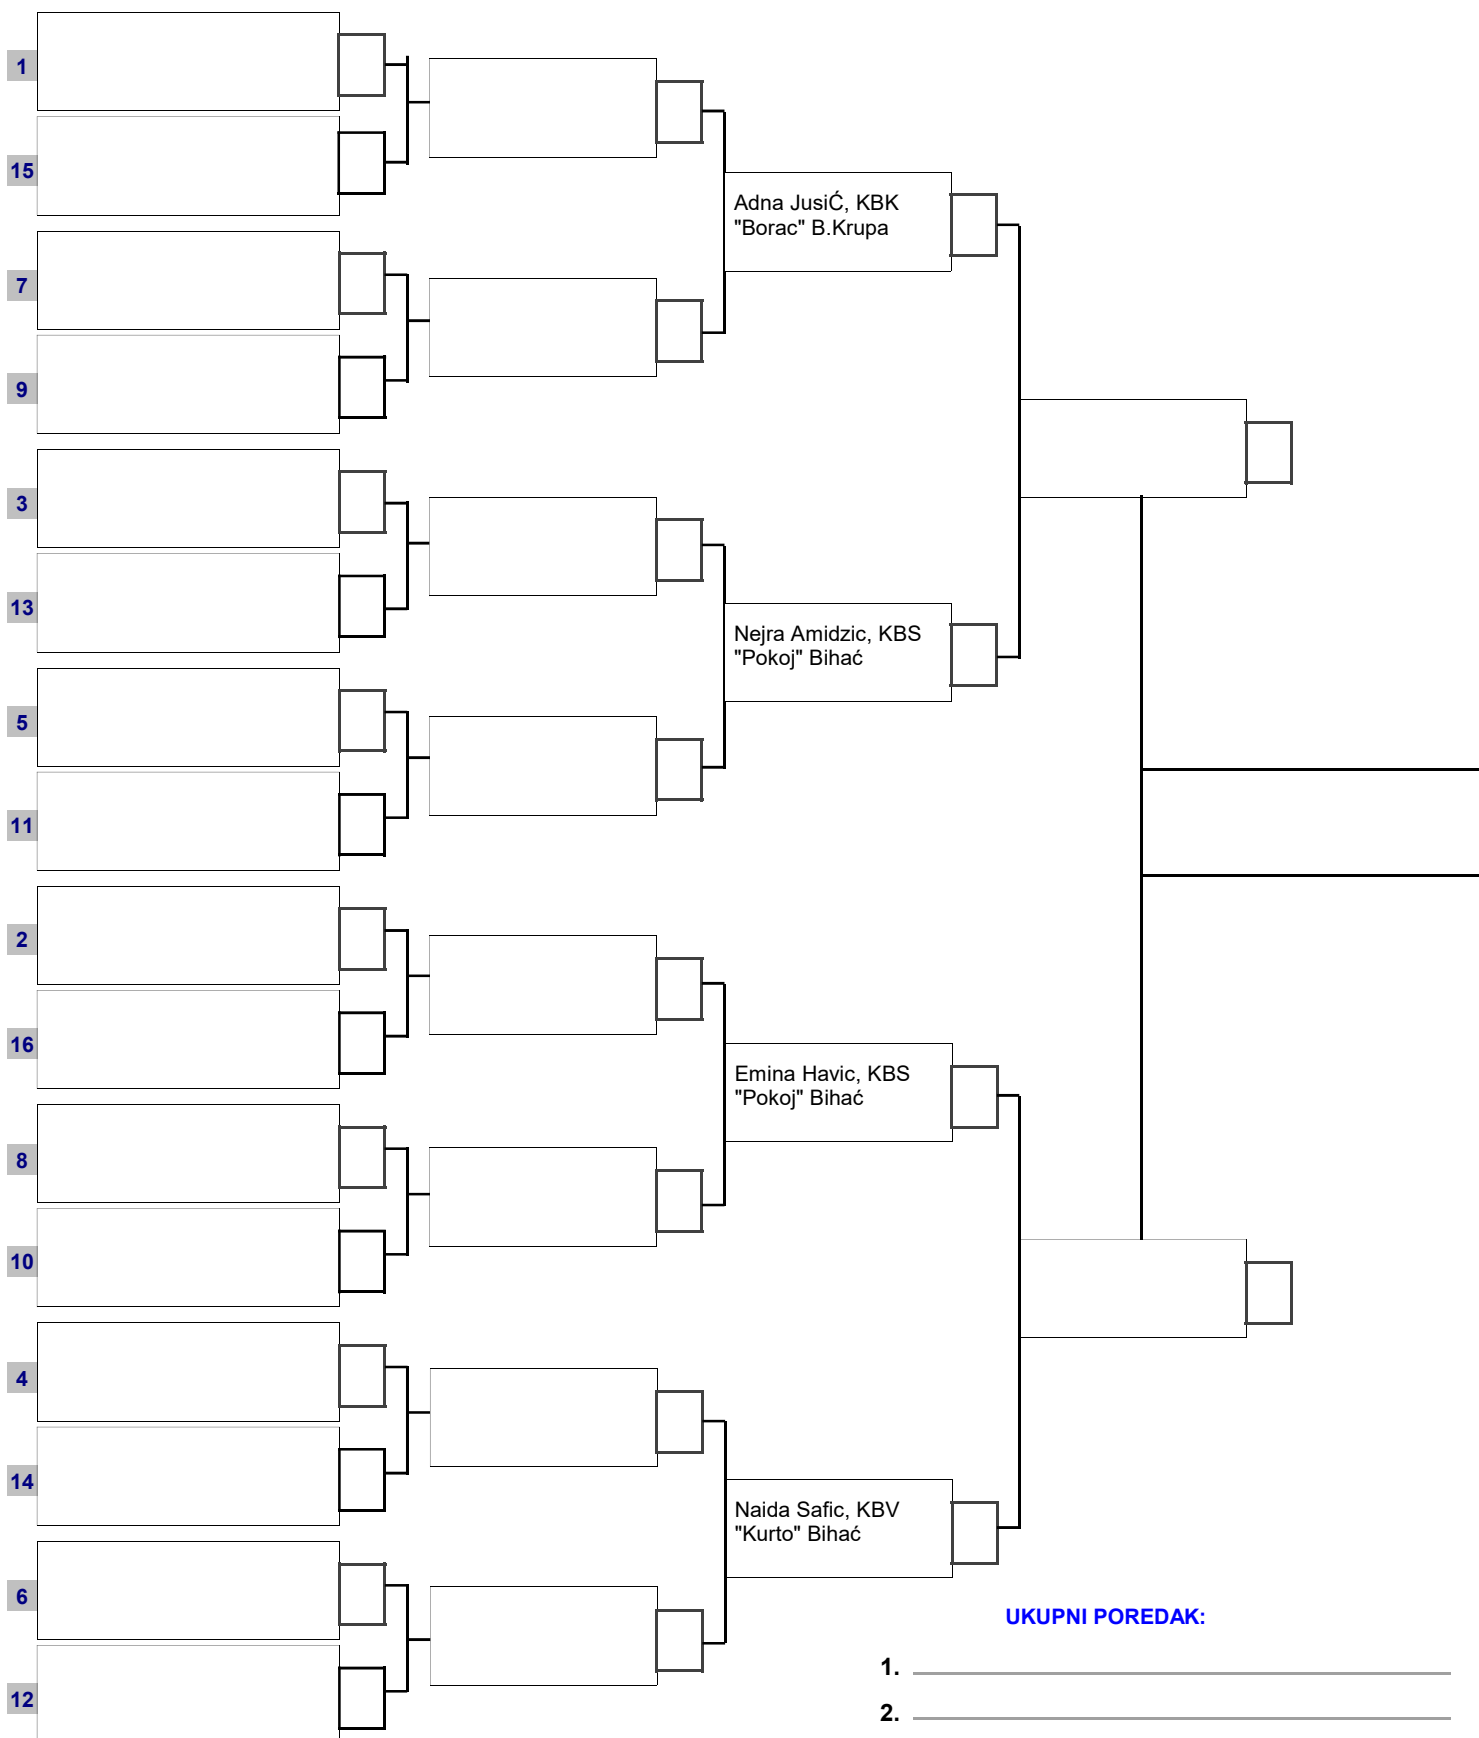 1
15
Adna JusiĆ, KBK
"Borac" B.Krupa
7
9
3
13
Nejra Amidzic, KBS
"Pokoj" Bihać
5
11
2
16
Emina Havic, KBS
"Pokoj" Bihać
8
10
4
14
Naida Safic, KBV
"Kurto" Bihać
6
12
UKUPNI POREDAK:
1.
2.